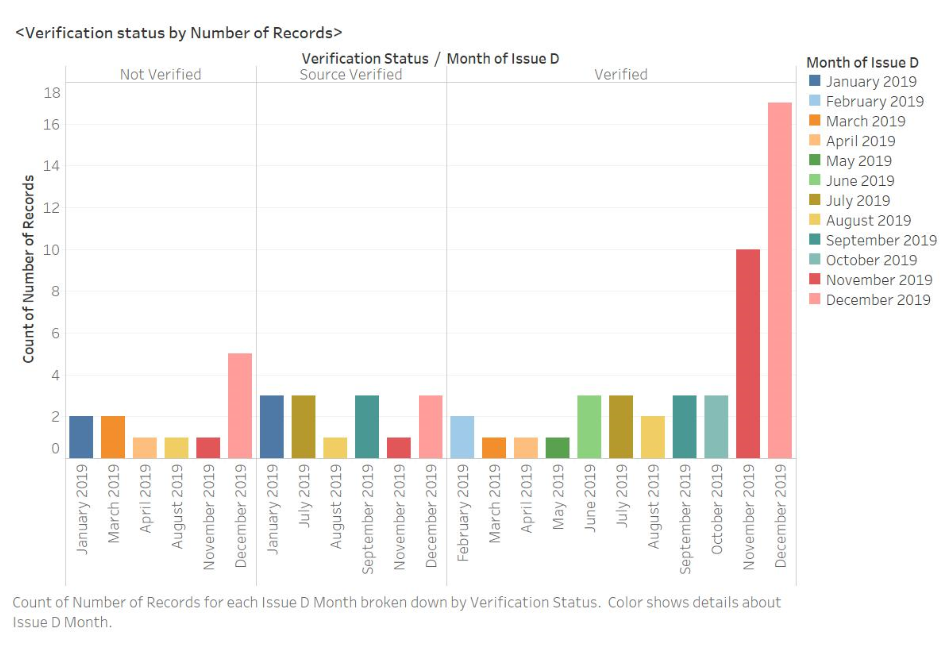 <Verification status by Number of Records>
Verification Status / Month of Issue D
Not Verified
Source Verified
Verified
Count of Number of Records
18
16
14
12
10
8
6
4
2
0
January 2019
March 2019
April 2019
August 2019
November 2019
December 2019
January 2019
July 2019
August 2019
September 2019
November 2019
December 2019
February 2019
March 2019
April 2019
May 2019
June 2019
July 2019
August 2019
September 2019
October 2019
November 2019
December 2019
Month of Issue D
January 2019
February 2019
March 2019
April 2019
May 2019
June 2019
July 2019
August 2019
September 2019
October 2019
November 2019
December 2019
Count of Number of Records for each Issue D Month broken down by Verification Status. Color shows details about
Issue D Month.